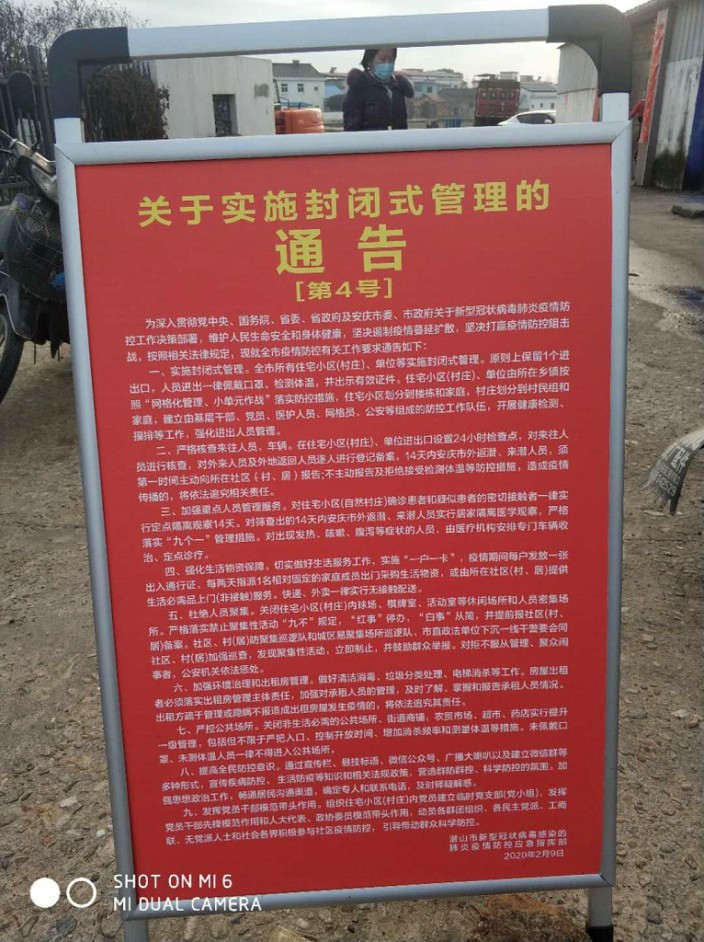 关于实施封闭式管理的
通告
[第4号]
为深入贯彻党中央、国务院、省委、省政府及安庆市委、市政府关于新型冠状病毒肺炎疫情防
控工作决策部署，维护人民生命安全和身体健康，坚决遏制疫情蔓延扩散，坚决打赢疫情防控阻击
战，按照相关法律规定，现就全市疫情防控有关工作要求通告如下：
一、实施封闭式管理。全市所有住宅小区(村庄)、单位等实施封闭式管理。原则上保留1个进
出口，人员进出一律佩戴口罩、检测体温，并出示有效证件。住宅小区(村庄)、单位由所在乡镇按
照“网格化管理、小单元作战”落实防控措施，住宅小区划分到楼栋和家庭，村庄划分到村民组和
家庭，建立由基层干部、党员、医护人员、网格员、公安等组成的防控工作队伍，开展健康检测、
摸排等工作，强化进出人员管理。
二、严格核查来往人员、车辆。在住宅小区(村庄)、单位进出口设置24小时检查点，对来往人
员进行核查，对外来人员及外地返回人员逐人进行登记备案。14天内安庆市外返潜、来潜人员，须
第一时间主动向所在社区（村、居）报告;不主动报告及拒绝接受检测体温等防控措施，造成疫情
传播的，将依法追究相关责任。
三、加强重点人员管理服务。对住宅小区(自然村庄)确诊患者和疑似患者的密切接触者一律实
行定点隔离观察14天。对筛查出的14天内安庆市外返潜、来潜人员实行居家隔离医学观察，严格
落实“九个一”管理措施。对出现发热、咳嗽、腹泻等症状的人员，由医疗机构安排专门车辆收
治、定点诊疗。
四、强化生活物资保障。切实做好生活服务工作，实施“一户一卡”，疫情期间每户发放一张
出入通行证，每两天指派1名相对固定的家庭成员出门采购生活物资，或由所在社区(村、居)提供
生活必需品上门(非接触)服务。快递、外卖一律实行无接触配送。
五、杜绝人员聚集。关闭住宅小区(村庄)内球场、棋牌室、活动室等休闲场所和人员密集场
所。严格落实禁止聚集性活动“九不”规定，“红事”停办，“白事”从简，并提前报社区(村、
居)备案。社区、村(居)防聚集巡逻队和城区易聚集场所巡逻队、市直政法单位下沉一线干警要会同
社区、村(居)加强巡查，发现聚集性活动，立即制止，并鼓励群众举报。对拒不服从管理、聚众闹
事者，公安机关依法惩处。
六、加强环境治理和出租房管理，做好清洁消毒、垃圾分类处理、电梯消杀等工作。房屋出租
者必须落实出租房管理主体责任，加强对承租人员的管理，及时了解、掌握和报告承租人员情况。
出租方疏于管理或隐瞒不报造成出租房屋发生疫情的，将依法追究其责任。
七、严控公共场所。关闭非生活必需的公共场所、街道商铺，农贸市场、超市、药店实行提升
一级管理，包括但不限于严把入口、控制开放时间、增加消杀频率和测量体温等措施。未佩戴口
罩、未测体温人员一律不得进入公共场所。
八、提高全民防控意识。通过宣传栏、悬挂标语、微信公众号、广播大喇叭以及建立微信群等
多种形式，宣传疾病防控、生活防疫等知识和相关法规政策，营造群防群控、科学防控的氛围。加
强思想政治工作，畅通居民沟通渠道，确定专人和联系电话，及时释疑解惑。
九、发挥党员干部模范带头作用。组织住宅小区(村庄)内党员建立临时党支部(党小组)，发挥
党员干部先锋模范作用和人大代表、政协委员模范带头作用，动员各群团组织、各民主党派、工商
联、无党派人士和社会各界积极参与社区疫情防控，引导带动群众科学防控。
潜山市新型冠状病毒感染的
肺炎疫情防控应急指挥部
2020年2月9日
SHOT ON MI 6
MI DUAL CAMERA